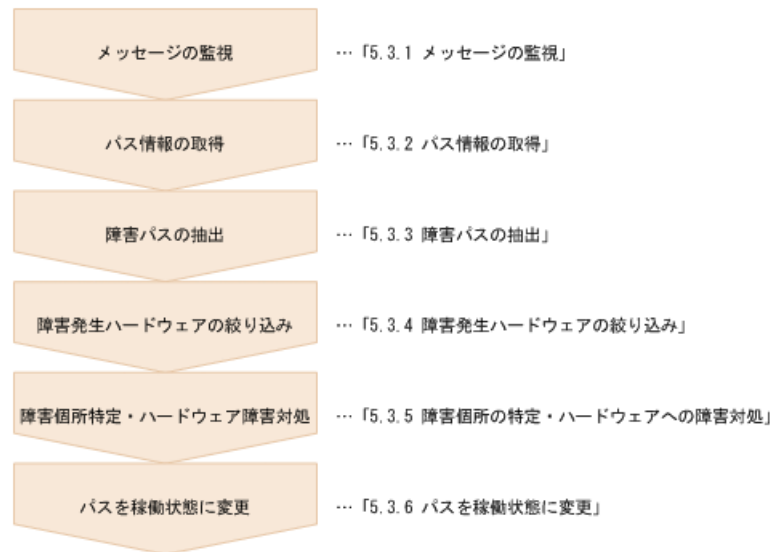 メッセージの監視 … 「5.3.1 メッセージの監視」
パス情報の取得 … 「5.3.2 パス情報の取得」
障害パスの抽出 … 「5.3.3 障害パスの抽出」
障害発生ハードウェアの絞り込み … 「5.3.4 障害発生ハードウェアの絞り込み」
障害個所特定・ハードウェア障害対処 … 「5.3.5 障害個所の特定・ハードウェアへの障害対処」
パスを稼働状態に変更 … 「5.3.6 パスを稼働状態に変更」